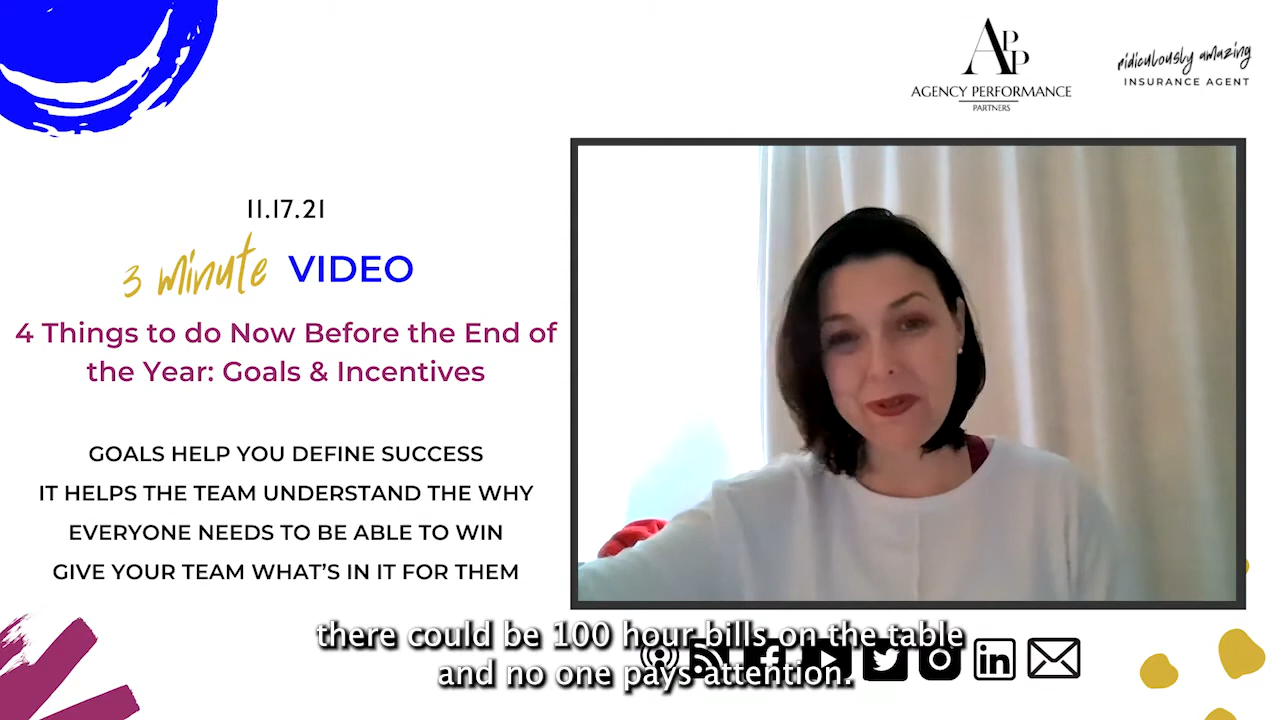 APP
AGENCY PERFORMANCE
PARTNERS
ridiculously amazing
INSURANCE AGENT
11.17.21
3 minute VIDEO
4 Things to do Now Before the End of
the Year: Goals & Incentives
GOALS HELP YOU DEFINE SUCCESS
IT HELPS THE TEAM UNDERSTAND THE WHY
EVERYONE NEEDS TO BE ABLE TO WIN
GIVE YOUR TEAM WHAT'S IN IT FOR THEM
there could be 100 hour bills on the table
and no one pays attention.